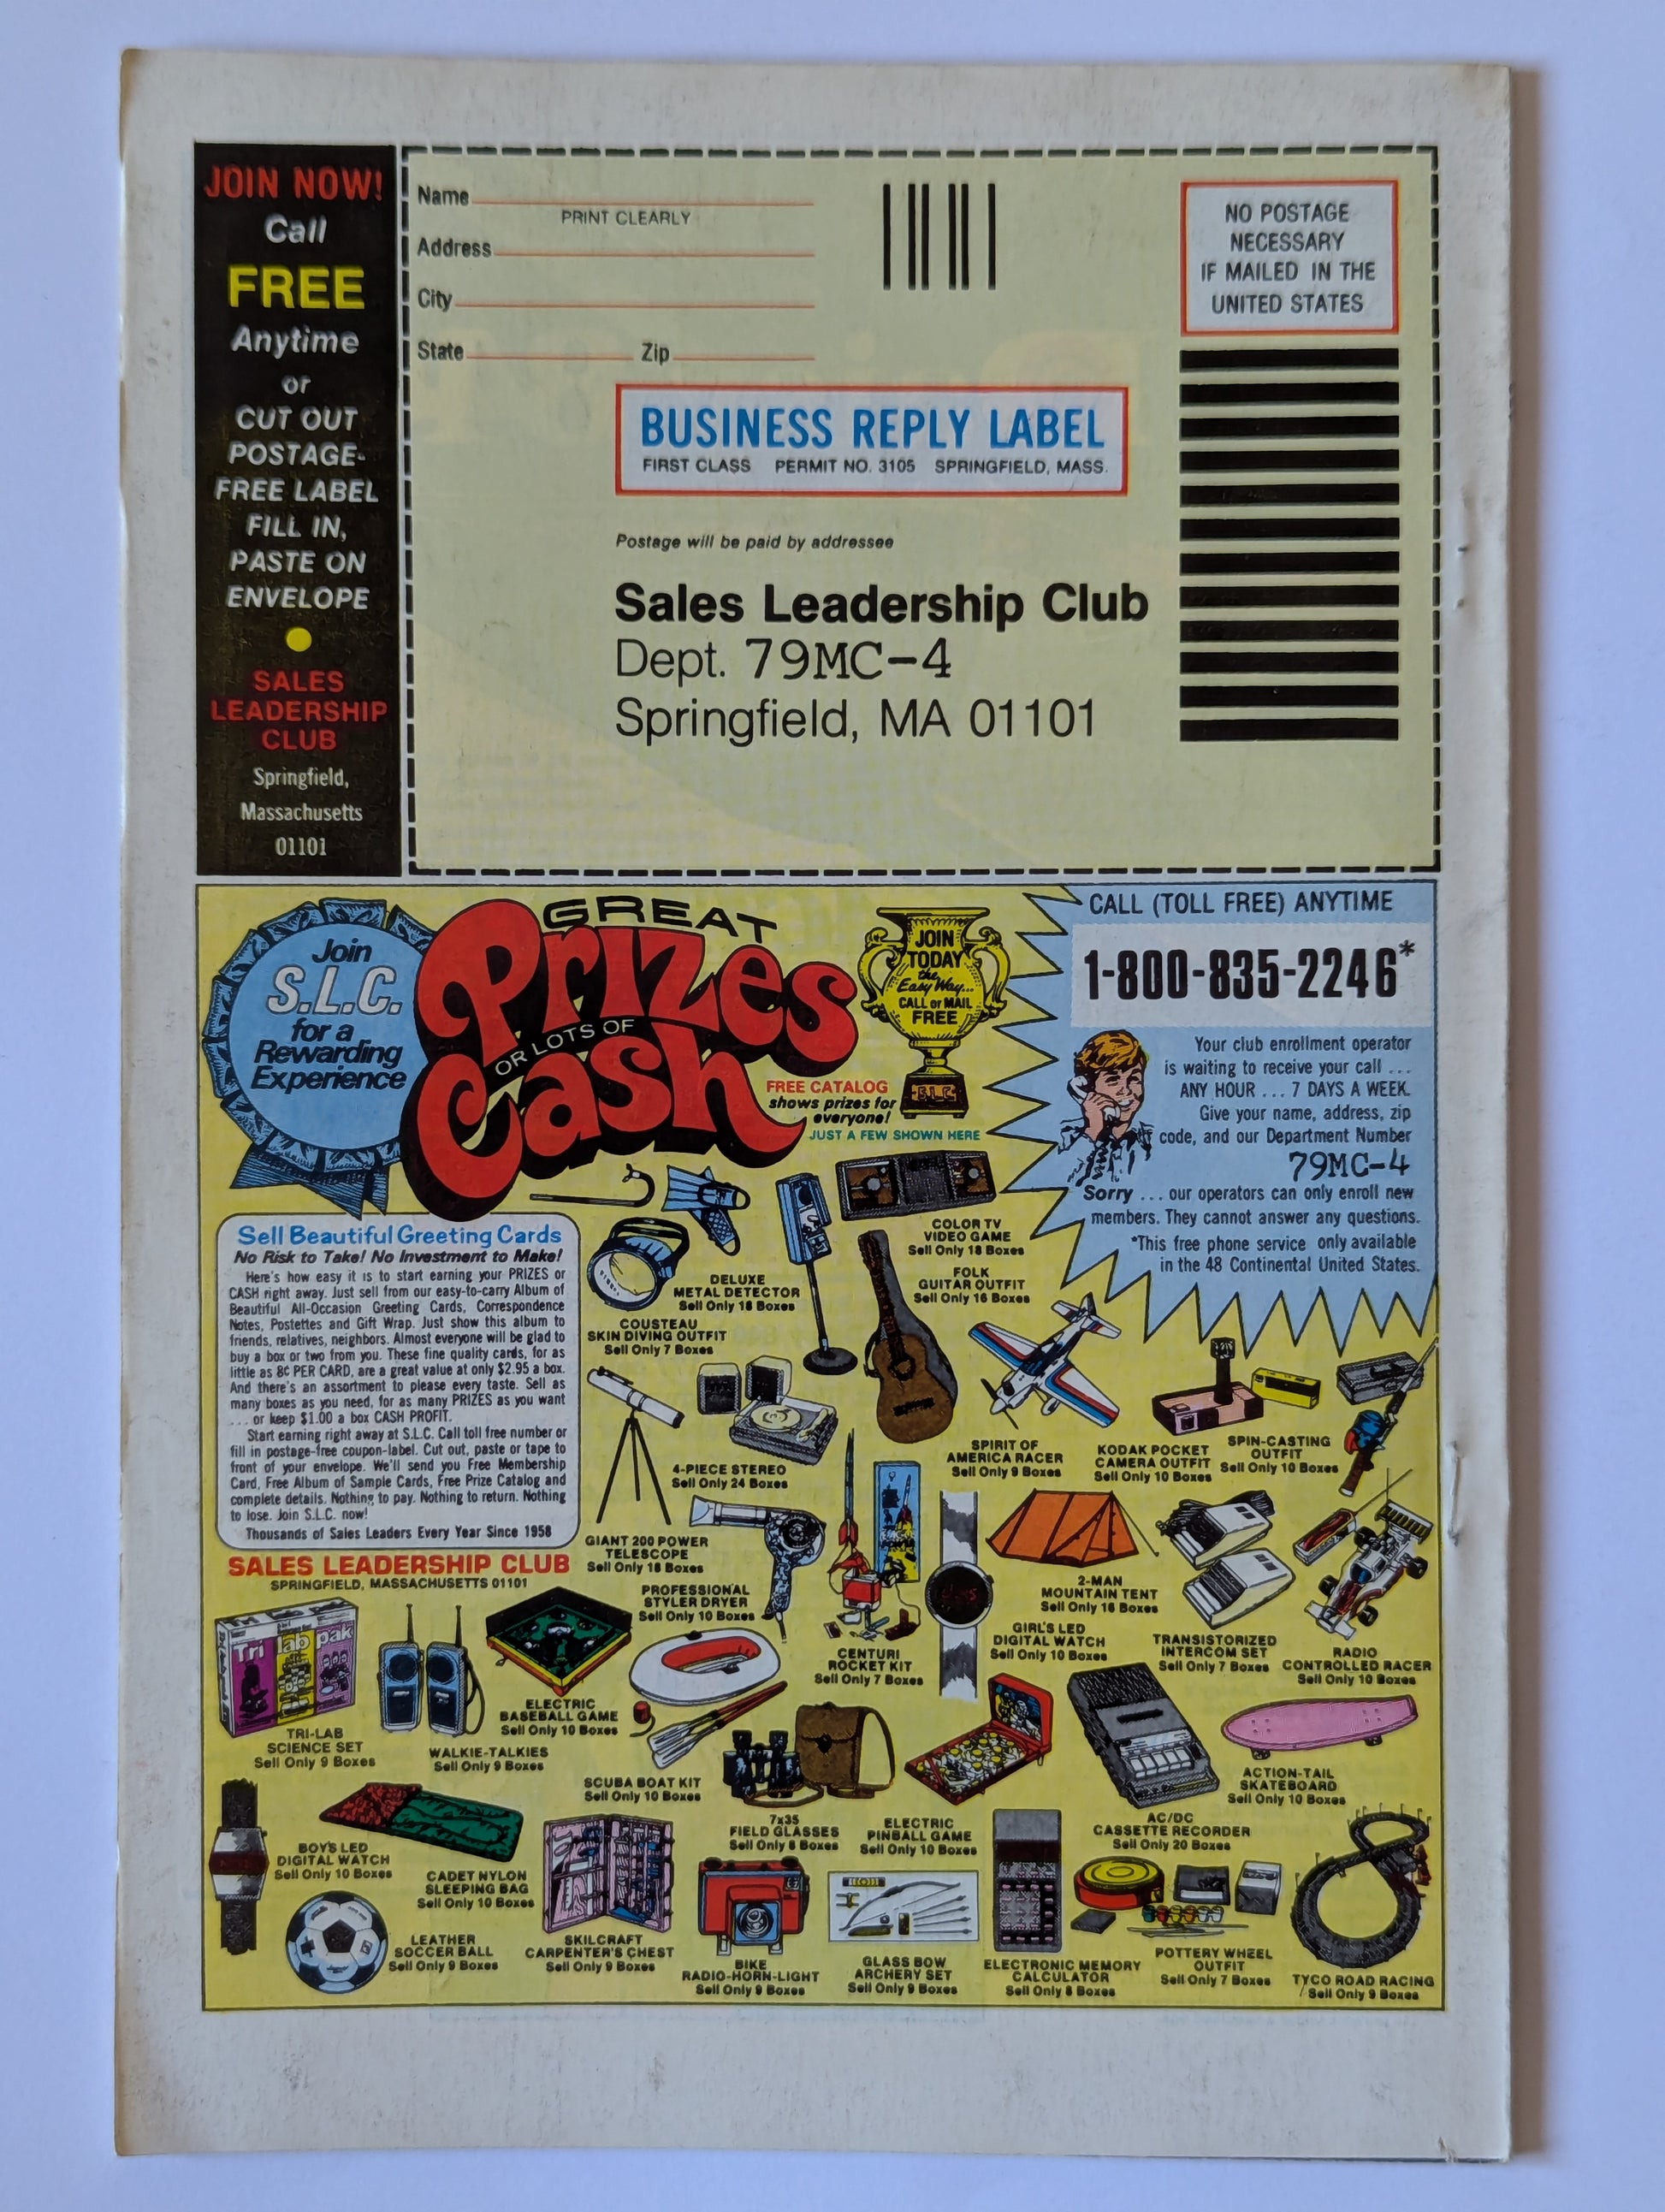 JOIN NOW!
Call
FREE
Anytime
or
CUT OUT
POSTAGE-
FREE LABEL
FILL IN,
PASTE ON
ENVELOPE
SALES
LEADERSHIP
CLUB
Springfield,
Massachusetts
01101
Name
PRINT CLEARLY
Address
City
State Zip
NO POSTAGE
NECESSARY
IF MAILED IN THE
UNITED STATES
BUSINESS REPLY LABEL
FIRST CLASS PERMIT NO. 3105 SPRINGFIELD, MASS.
Postage will be paid by addressee
Sales Leadership Club
Dept. 79MC-4
Springfield, MA 01101
Join
S.L.C.
for a
Rewarding
Experience
GREAT
Prizes
OR LOTS OF
Cash
FREE CATALOG
shows prizes for
everyone!
JUST A FEW SHOWN HERE
JOIN
TODAY
the
Easy Way...
CALL or MAIL
FREE
S.L.C.
CALL (TOLL FREE) ANYTIME
1-800-835-2246*
Your club enrollment operator
is waiting to receive your call ...
ANY HOUR ... 7 DAYS A WEEK.
Give your name, address, zip
code, and our Department Number
79MC-4
Sorry ... our operators can only enroll new
members. They cannot answer any questions.
*This free phone service only available
in the 48 Continental United States.
Sell Beautiful Greeting Cards
No Risk to Take! No Investment to Make!
Here's how easy it is to start earning your PRIZES or
CASH right away. Just sell from our easy-to-carry Album of
Beautiful All-Occasion Greeting Cards, Correspondence
Notes, Postettes and Gift Wrap. Just show this album to
friends, relatives, neighbors. Almost everyone will be glad to
buy a box or two from you. These fine quality cards, for as
little as 8¢ PER CARD, are a great value at only $2.95 a box.
And there's an assortment to please every taste. Sell as
many boxes as you need, for as many PRIZES as you want
... or keep $1.00 a box CASH PROFIT.
Start earning right away at S.L.C. Call toll free number or
fill in postage-free coupon-label. Cut out, paste or tape to
front of your envelope. We'll send you Free Membership
Card, Free Album of Sample Cards, Free Prize Catalog and
complete details. Nothing to pay. Nothing to return. Nothing
to lose. Join S.L.C. now!
Thousands of Sales Leaders Every Year Since 1958
SALES LEADERSHIP CLUB
SPRINGFIELD, MASSACHUSETTS 01101
COLOR TV
VIDEO GAME
Sell Only 18 Boxes
DELUXE
METAL DETECTOR
Sell Only 18 Boxes
FOLK
GUITAR OUTFIT
Sell Only 16 Boxes
COUSTEAU
SKIN DIVING OUTFIT
Sell Only 7 Boxes
4-PIECE STEREO
Sell Only 24 Boxes
SPIRIT OF
AMERICA RACER
Sell Only 9 Boxes
KODAK POCKET
CAMERA OUTFIT
Sell Only 10 Boxes
SPIN-CASTING
OUTFIT
Sell Only 10 Boxes
GIANT 200 POWER
TELESCOPE
Sell Only 18 Boxes
PROFESSIONAL
STYLER DRYER
Sell Only 10 Boxes
CENTURI
ROCKET KIT
Sell Only 7 Boxes
2-MAN
MOUNTAIN TENT
Sell Only 16 Boxes
GIRL'S LED
DIGITAL WATCH
Sell Only 10 Boxes
TRANSISTORIZED
INTERCOM SET
Sell Only 7 Boxes
RADIO
CONTROLLED RACER
Sell Only 10 Boxes
Tri lab pak
TRI-LAB
SCIENCE SET
Sell Only 9 Boxes
WALKIE-TALKIES
Sell Only 9 Boxes
ELECTRIC
BASEBALL GAME
Sell Only 10 Boxes
SCUBA BOAT KIT
Sell Only 10 Boxes
7x35
FIELD GLASSES
Sell Only 8 Boxes
ELECTRIC
PINBALL GAME
Sell Only 10 Boxes
AC/DC
CASSETTE RECORDER
Sell Only 20 Boxes
ACTION-TAIL
SKATEBOARD
Sell Only 10 Boxes
BOY'S LED
DIGITAL WATCH
Sell Only 10 Boxes
CADET NYLON
SLEEPING BAG
Sell Only 10 Boxes
LEATHER
SOCCER BALL
Sell Only 9 Boxes
SKILCRAFT
CARPENTER'S CHEST
Sell Only 9 Boxes
BIKE
RADIO-HORN-LIGHT
Sell Only 9 Boxes
GLASS BOW
ARCHERY SET
Sell Only 9 Boxes
ELECTRONIC MEMORY
CALCULATOR
Sell Only 8 Boxes
POTTERY WHEEL
OUTFIT
Sell Only 7 Boxes
TYCO ROAD RACING
Sell Only 9 Boxes